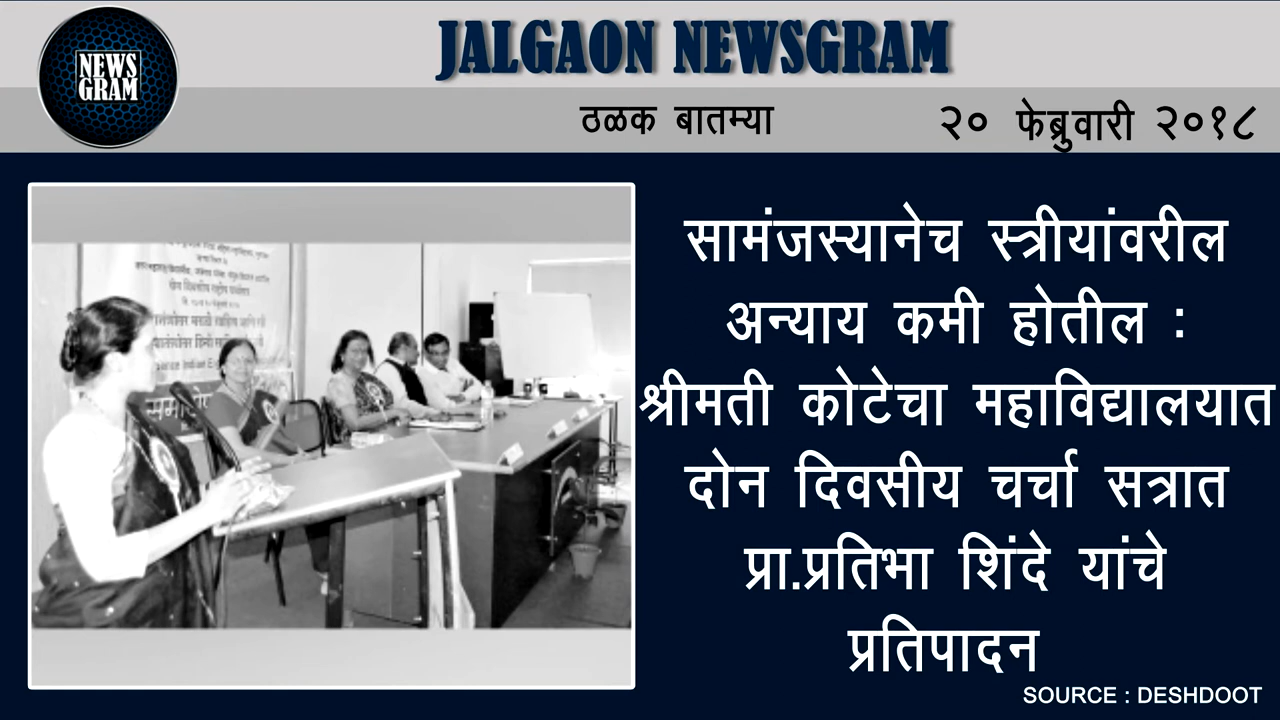 NEWS
GRAM
JALGAON NEWSGRAM
ठळक बातम्या
२० फेब्रुवारी २०१८
सामंजस्यानेच स्त्रीयांवरील
अन्याय कमी होतील :
श्रीमती कोटेचा महाविद्यालयात
दोन दिवसीय चर्चा सत्रात
प्रा.प्रतिभा शिंदे यांचे
प्रतिपादन
SOURCE : DESHDOOT